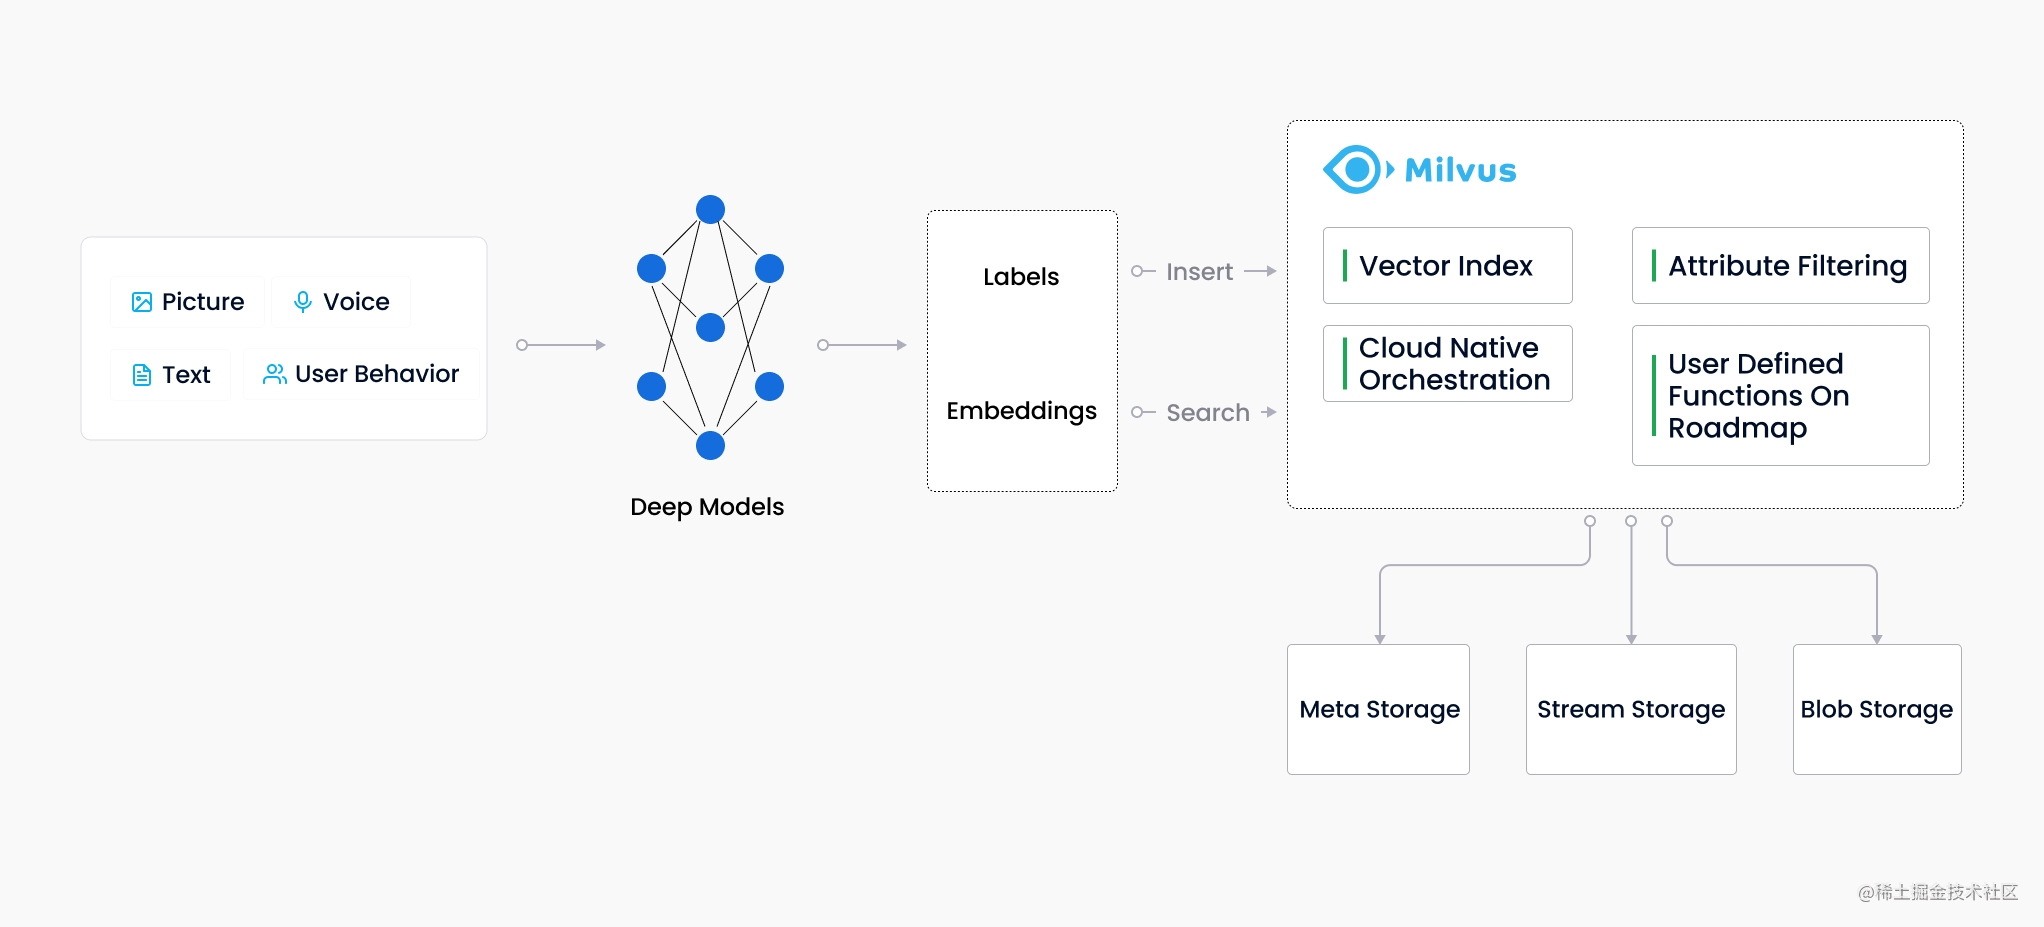 Picture
Voice
Text
User Behavior
Deep Models
Labels
Embeddings
Insert
Search
Milvus
Vector Index
Attribute Filtering
Cloud Native
Orchestration
User Defined
Functions On
Roadmap
Meta Storage
Stream Storage
Blob Storage
@稀土掘金技术社区